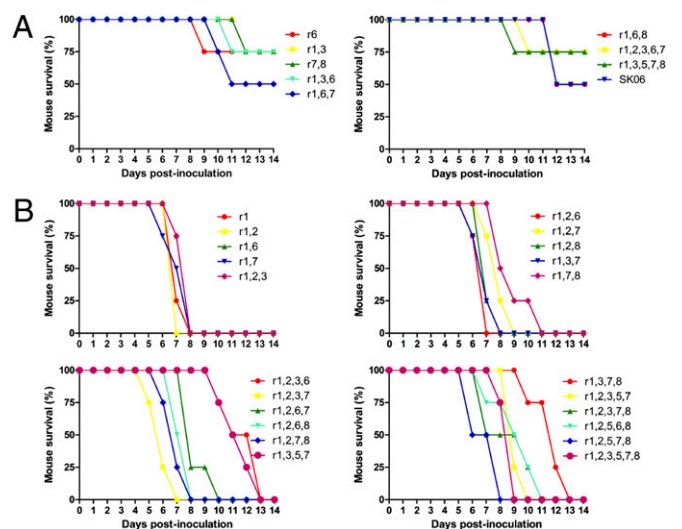 A
Mouse survival (%)
100
75
50
25
0
0 1 2 3 4 5 6 7 8 9 10 11 12 13 14
Days post-inoculation
r6
r1,3
r7,8
r1,3,6
r1,6,7
Mouse survival (%)
100
75
50
25
0
0 1 2 3 4 5 6 7 8 9 10 11 12 13 14
Days post-inoculation
r1,6,8
r1,2,3,6,7
r1,3,5,7,8
SK06
B
Mouse survival (%)
100
75
50
25
0
0 1 2 3 4 5 6 7 8 9 10 11 12 13 14
Days post-inoculation
r1
r1,2
r1,6
r1,7
r1,2,3
Mouse survival (%)
100
75
50
25
0
0 1 2 3 4 5 6 7 8 9 10 11 12 13 14
Days post-inoculation
r1,2,6
r1,2,7
r1,2,8
r1,3,7
r1,7,8
Mouse survival (%)
100
75
50
25
0
0 1 2 3 4 5 6 7 8 9 10 11 12 13 14
Days post-inoculation
r1,2,3,6
r1,2,3,7
r1,2,6,7
r1,2,6,8
r1,2,7,8
r1,3,5,7
Mouse survival (%)
100
75
50
25
0
0 1 2 3 4 5 6 7 8 9 10 11 12 13 14
Days post-inoculation
r1,3,7,8
r1,2,3,5,7
r1,2,3,7,8
r1,2,5,6,8
r1,2,5,7,8
r1,2,3,5,7,8